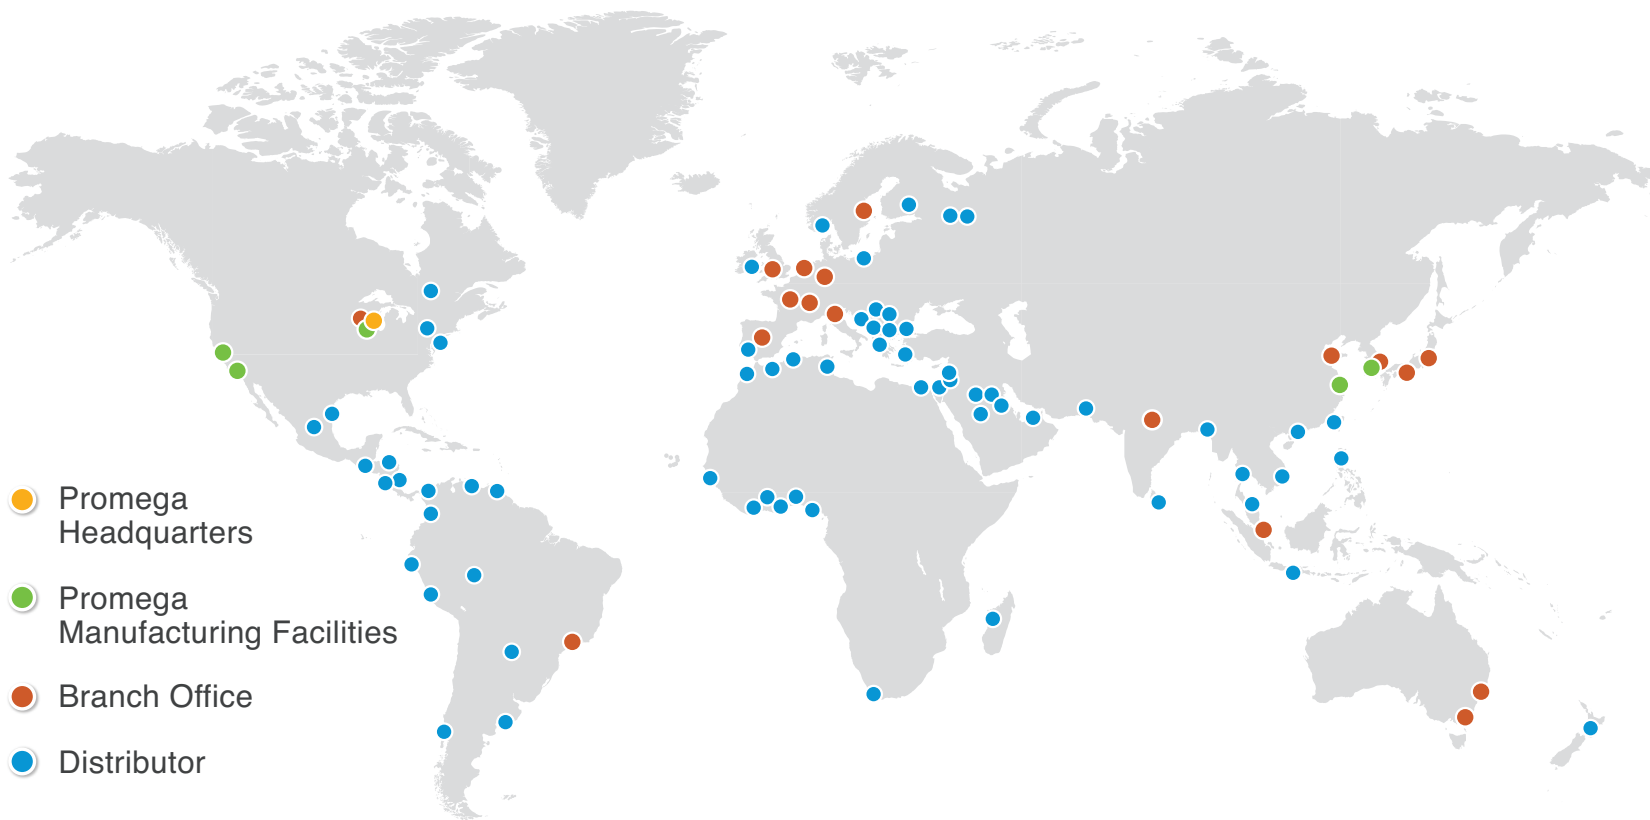 Promega
Headquarters
Promega
Manufacturing Facilities
Branch Office
Distributor